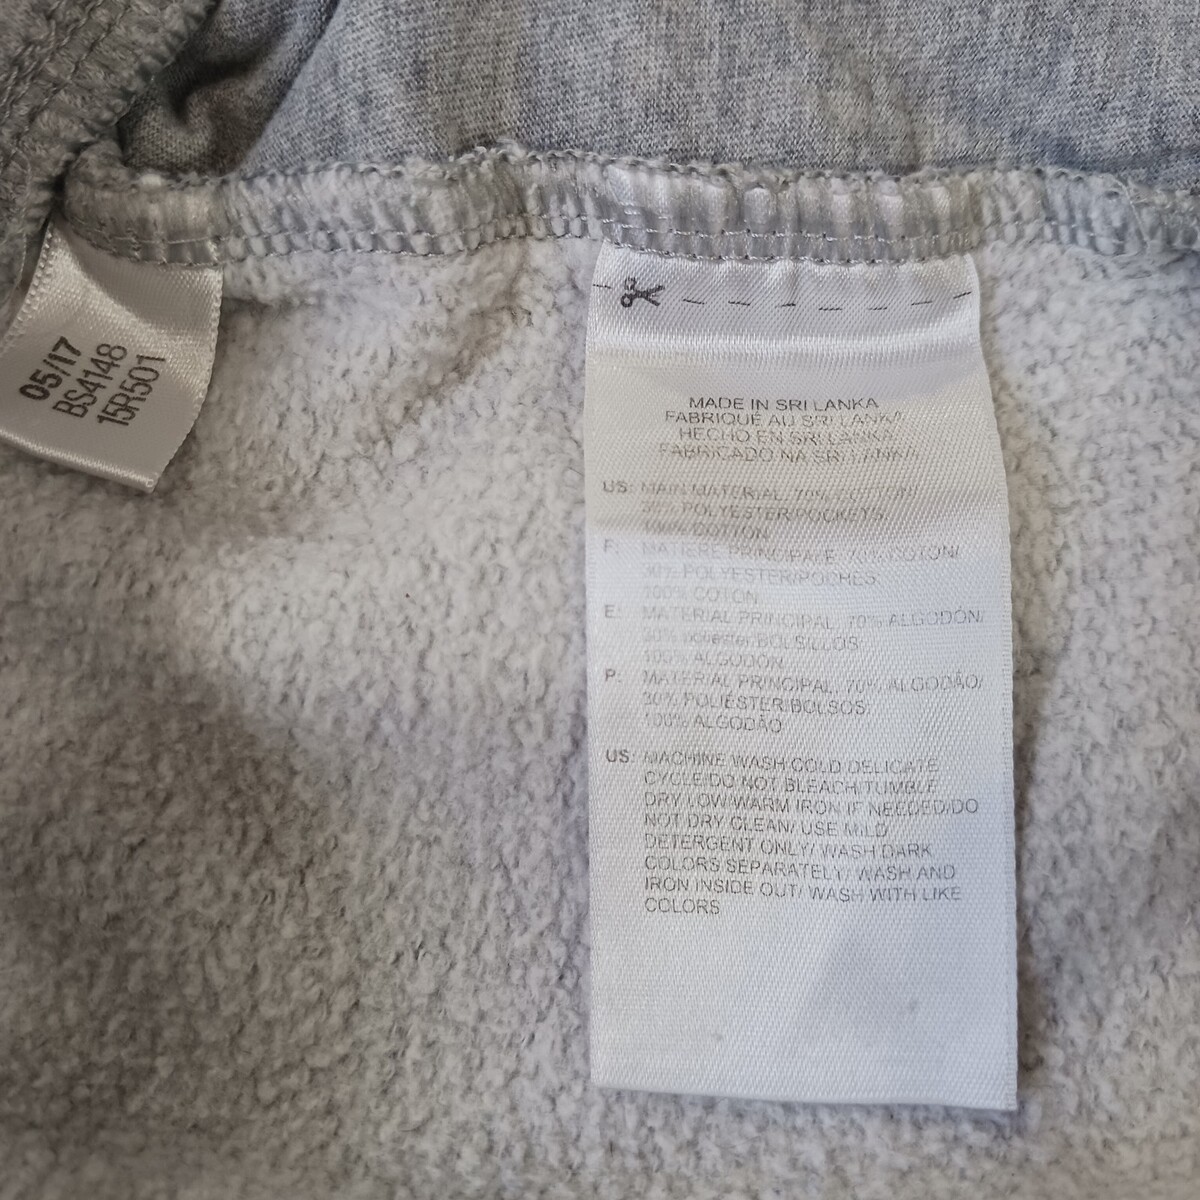 05/17
BS4148
15R501
MADE IN SRI LANKA
FABRIQUÉ AU SRI LANKA
HECHO EN SRI LANKA
FABRICADO NA SRI LANKA
US: MAIN MATERIAL, 70% COTTON/
30% POLYESTER/POCKETS:
100% COTTON
F: MATIERE PRINCIPALE, 70% COTON/
30% POLYESTER/POCHES:
100% COTON
E: MATERIAL PRINCIPAL, 70% ALGODÓN/
30% poliester/BOLSILLOS:
100% ALGODÓN
P: MATERIAL PRINCIPAL, 70% ALGODÃO/
30% POLIÉSTER/BOLSOS:
100% ALGODÃO
US: MACHINE WASH COLD DELICATE
CYCLE/DO NOT BLEACH/TUMBLE
DRY LOW/WARM IRON IF NEEDED/DO
NOT DRY CLEAN/ USE MILD
DETERGENT ONLY/ WASH DARK
COLORS SEPARATELY/ WASH AND
IRON INSIDE OUT/ WASH WITH LIKE
COLORS